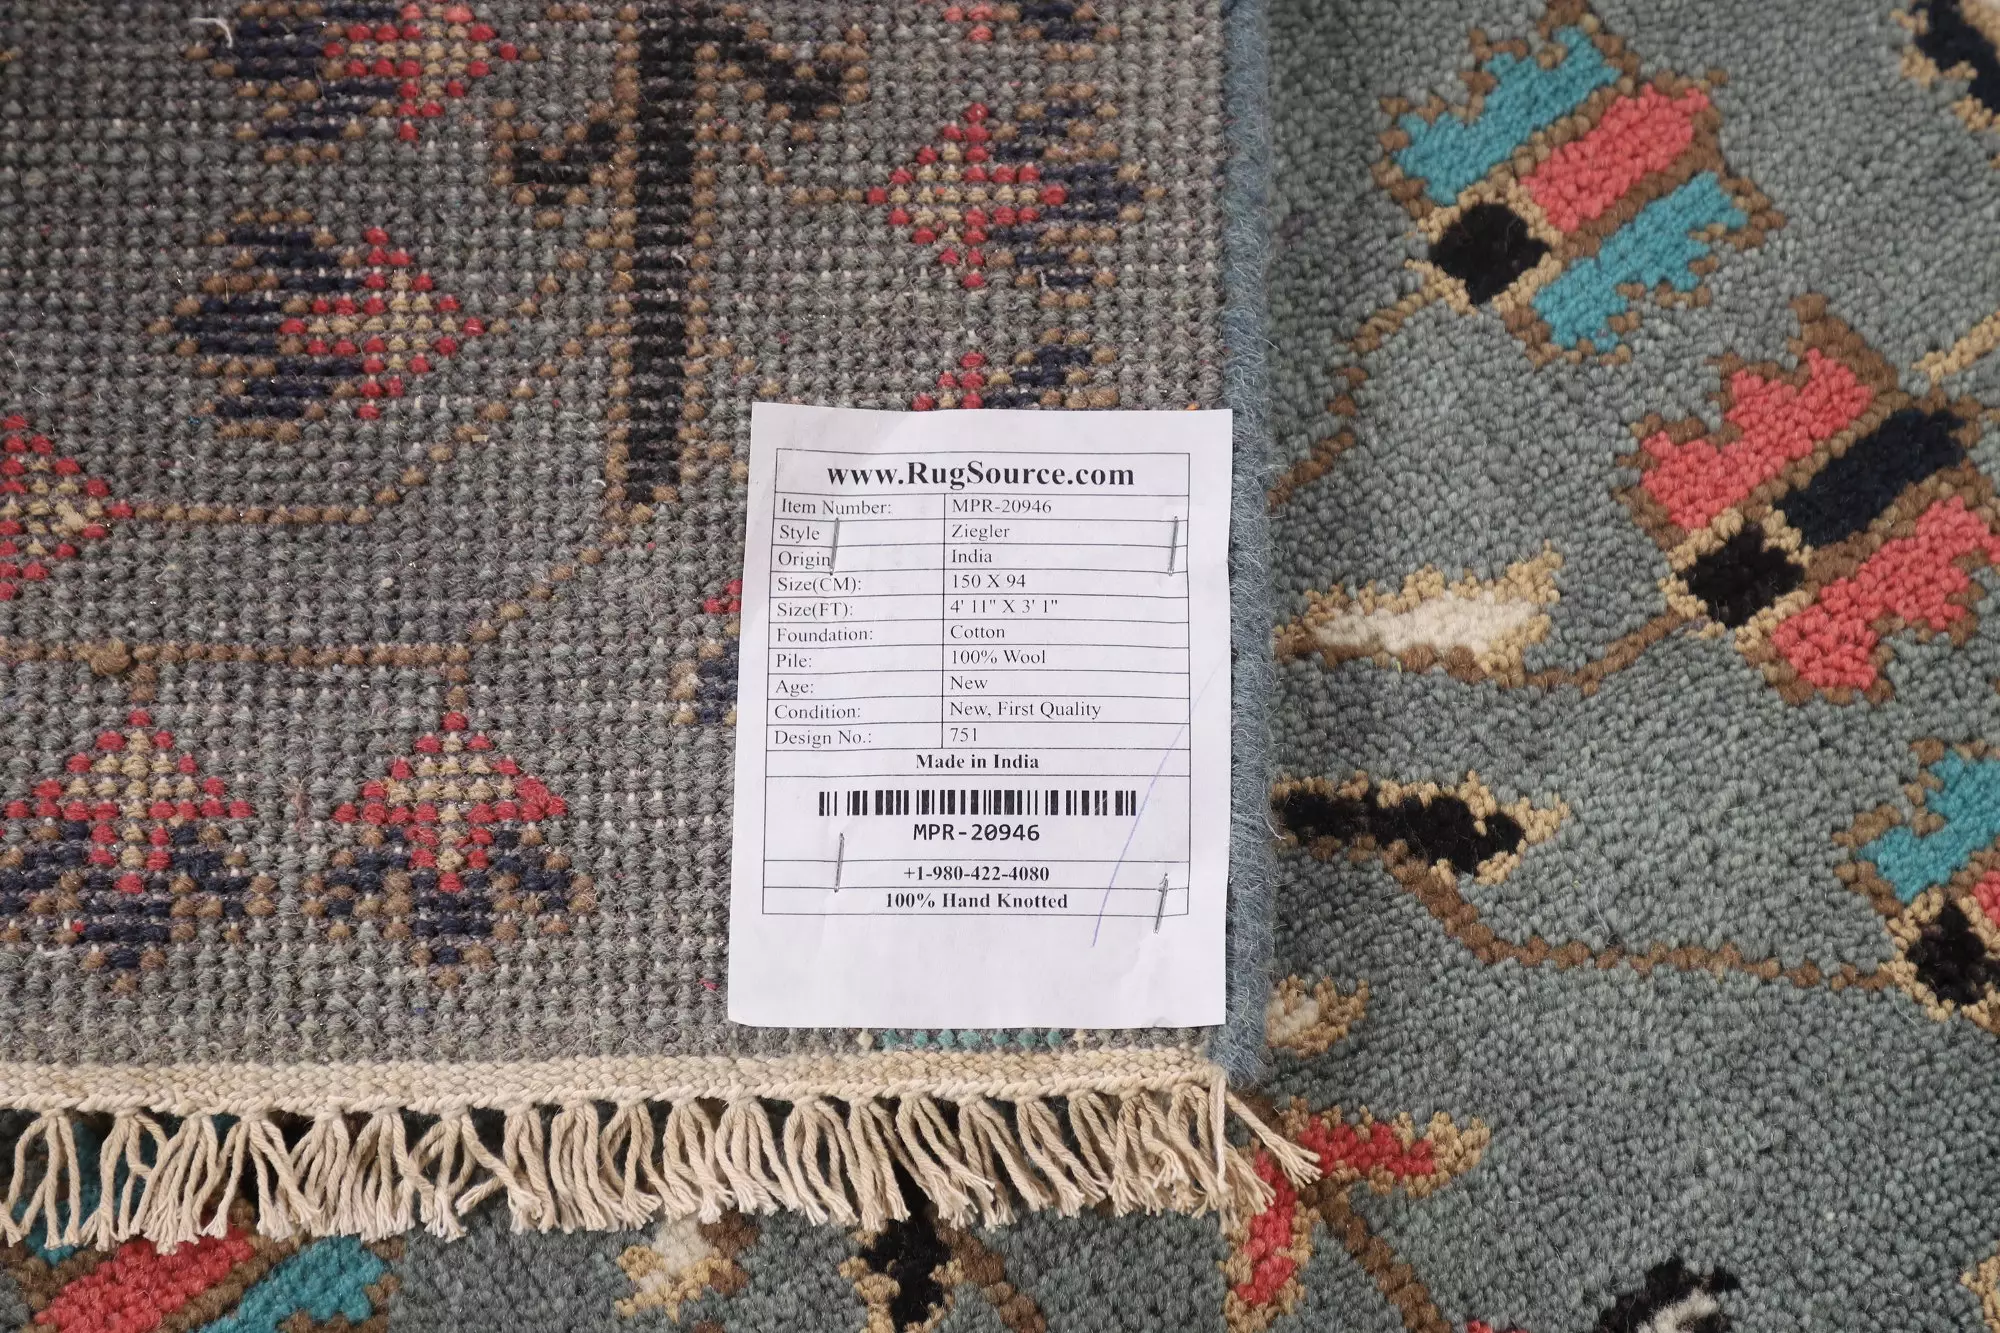 www.RugSource.com
Item Number: MPR-20946
Style Ziegler
Origin India
Size(CM): 150 X 94
Size(FT): 4' 11" X 3' 1"
Foundation: Cotton
Pile: 100% Wool
Age: New
Condition: New, First Quality
Design No.: 751
Made in India
MPR-20946
+1-980-422-4080
100% Hand Knotted